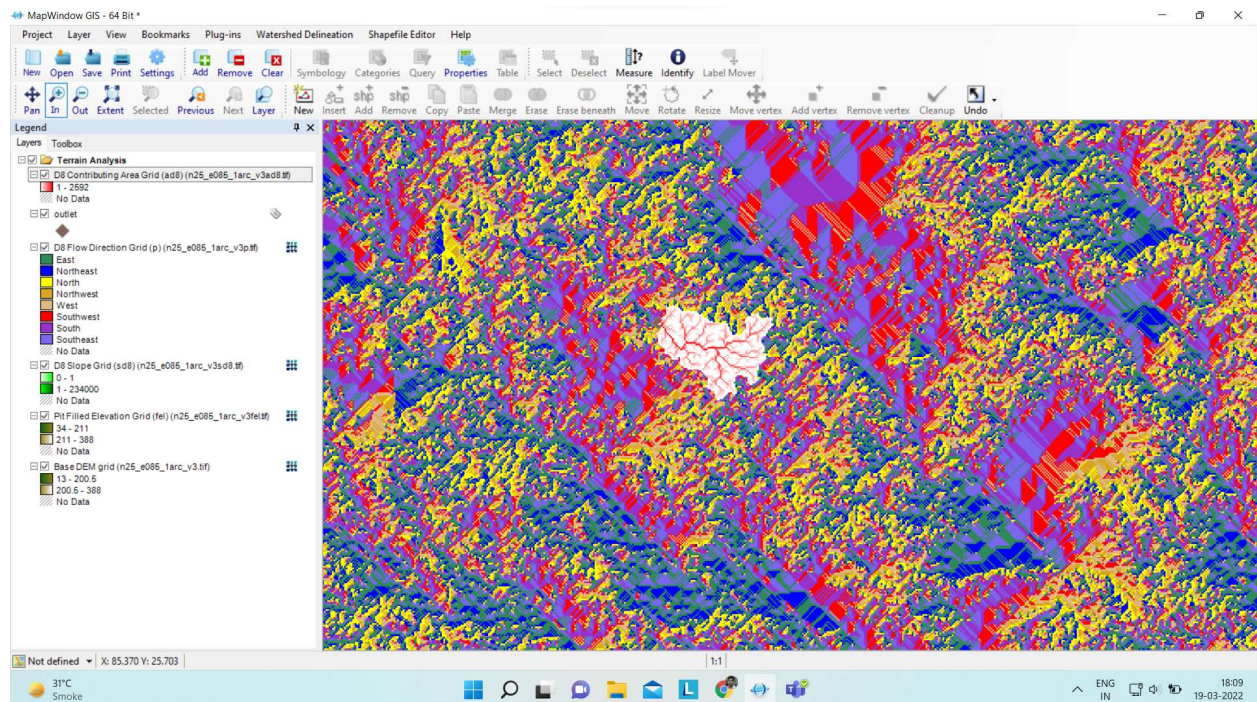 MapWindow GIS - 64 Bit *
Project Layer View Bookmarks Plug-ins Watershed Delineation Shapefile Editor Help
New Open Save Print Settings Add Remove Clear Symbology Categories Query Properties Table Select Deselect Measure Identify Label Mover
Pan In Out Extent Selected Previous Next Layer New Insert Add Remove Copy Paste Merge Erase Erase beneath Move Rotate Resize Move vertex Add vertex Remove vertex Cleanup Undo
Legend
Layers Toolbox
Terrain Analysis
D8 Contributing Area Grid (ad8) (n25_e085_1arc_v3ad8.tif)
1 - 2592
No Data
outlet
D8 Flow Direction Grid (p) (n25_e085_1arc_v3p.tif)
East
Northeast
North
Northwest
West
Southwest
South
Southeast
No Data
D8 Slope Grid (sd8) (n25_e085_1arc_v3sd8.tif)
0 - 1
1 - 234000
No Data
Pit Filled Elevation Grid (fel) (n25_e085_1arc_v3fel.tif)
34 - 211
211 - 388
No Data
Base DEM grid (n25_e085_1arc_v3.tif)
13 - 200.5
200.5 - 388
No Data
Not defined X: 85.370 Y: 25.703 1:1
31°C
Smoke
ENG
IN
18:09
19-03-2022